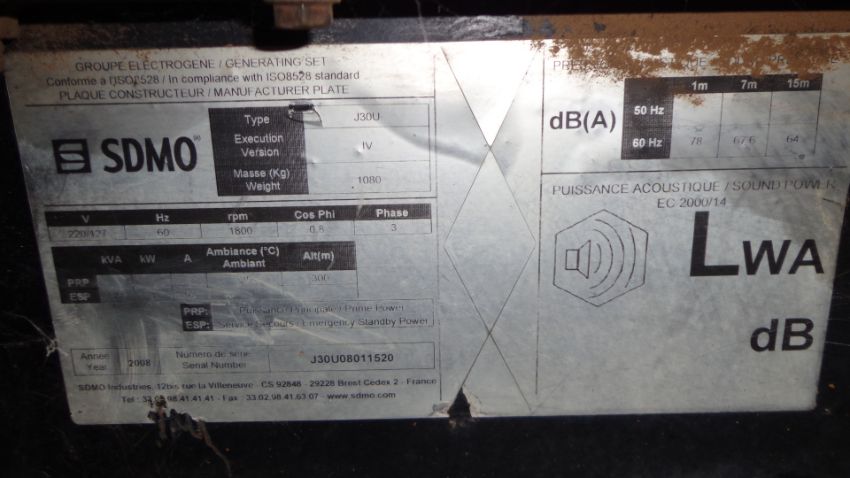 GROUPE ELECTROGENE / GENERATING SET
Conforme à l'ISO8528 / In compliance with ISO8528 standard
PLAQUE CONSTRUCTEUR / MANUFACTURER PLATE
SDMO
Type J30U
Execution Version IV
Masse (Kg) Weight 1080
V Hz rpm Cos Phi Phase
220/127 60 1800 0.8 3
kVA kW A Ambiance (°C) Ambiant Alt(m)
PRP 300
ESP
PRP: Puissance Principale / Prime Power
ESP: Service Secours / Emergency Standby Power
Année Year 2008 Numéro de série Serial Number J30U08011520
SDMO Industries, 12bis rue la Villeneuve - CS 92848 - 29228 Brest Cedex 2 - France
Tel : 33.02.98.41.41.41 - Fax : 33.02.98.41.63.07 - www.sdmo.com
1m 7m 15m
dB(A) 50 Hz
60 Hz 78 67.6 64
PUISSANCE ACOUSTIQUE / SOUND POWER
EC 2000/14
LWA
dB